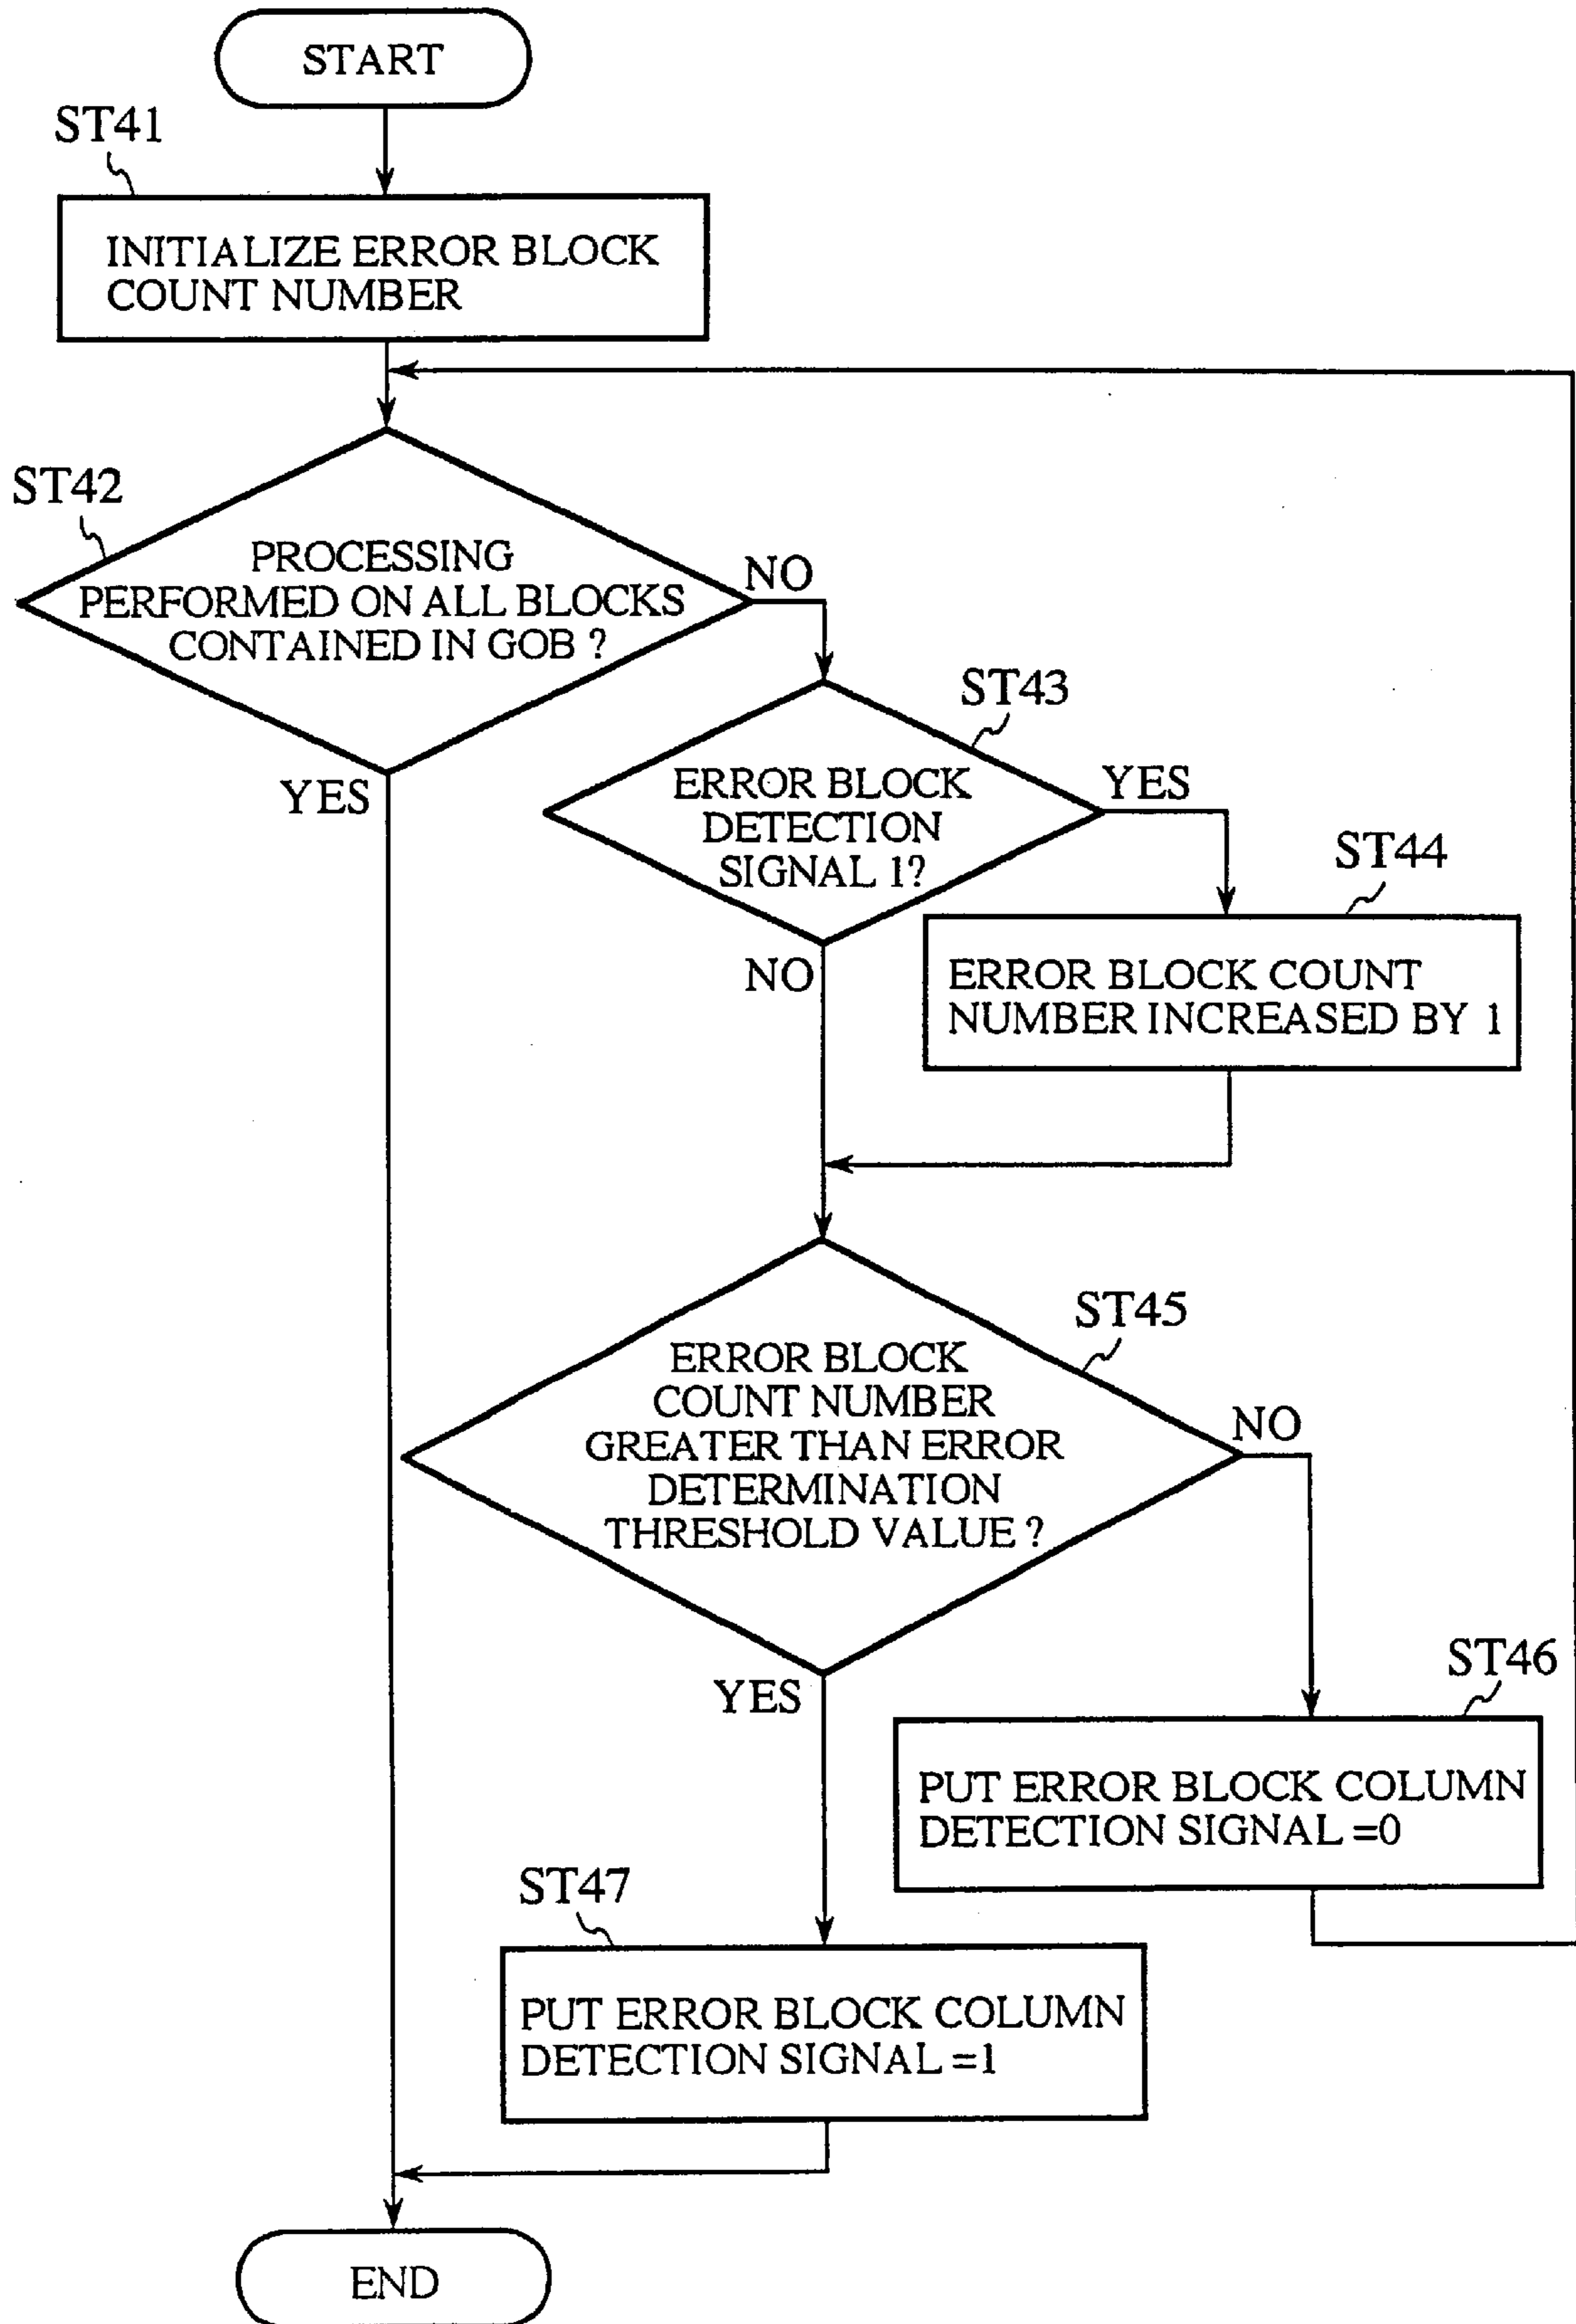 START
ST41
INITIALIZE ERROR BLOCK
COUNT NUMBER
ST42
PROCESSING
PERFORMED ON ALL BLOCKS
CONTAINED IN GOB ?
NO
YES
ST43
ERROR BLOCK
DETECTION
SIGNAL 1?
YES
NO
ST44
ERROR BLOCK COUNT
NUMBER INCREASED BY 1
ST45
ERROR BLOCK
COUNT NUMBER
GREATER THAN ERROR
DETERMINATION
THRESHOLD VALUE ?
NO
YES
ST46
PUT ERROR BLOCK COLUMN
DETECTION SIGNAL =0
ST47
PUT ERROR BLOCK COLUMN
DETECTION SIGNAL =1
END